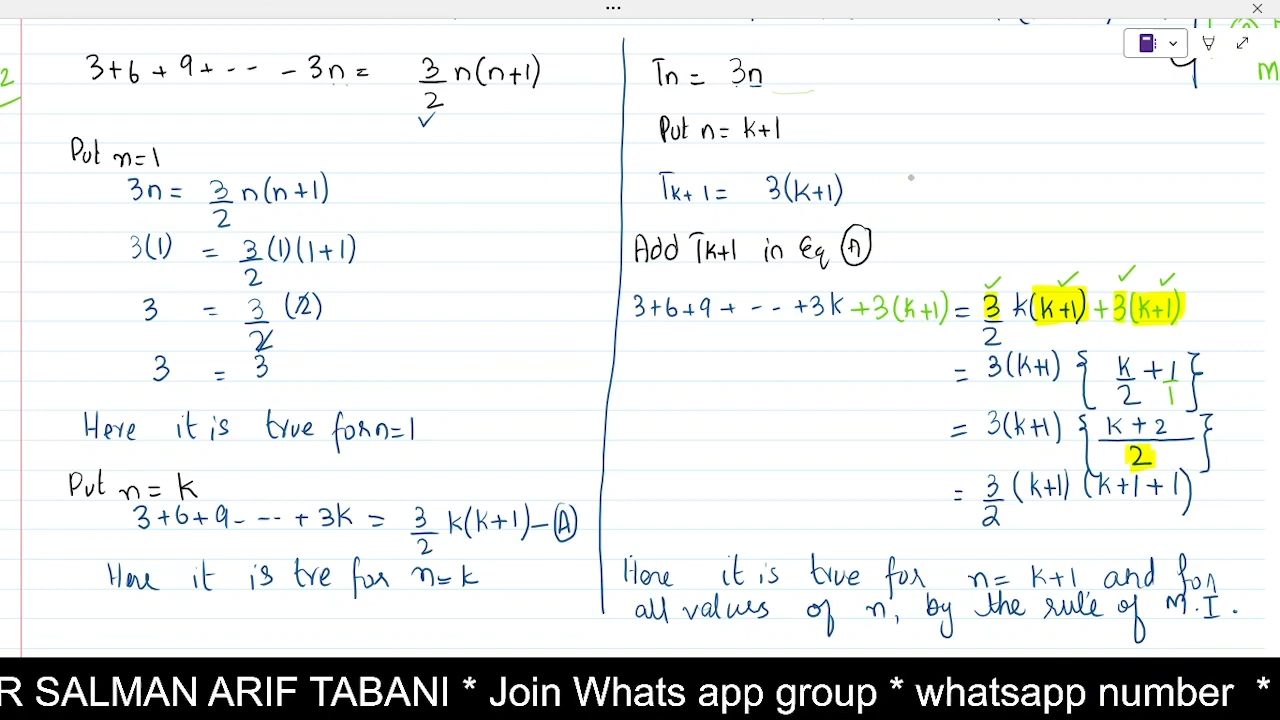 3+6+9+-- - 3n = 3/2 n(n+1)
Put n=1
3n = 3/2 n(n+1)
3(1) = 3/2 (1)(1+1)
3 = 3/2 (2)
3 = 3
Here it is true for n=1
Put n=k
3+6+9- -- + 3k = 3/2 k(k+1) - A
Here it is tre for n=k
Tn = 3n
Put n= k+1
Tk+1 = 3(k+1)
Add Tk+1 in Eq A
3+6+9+ -- +3k +3(k+1) = 3/2 k(k+1)+3(k+1)
= 3(k+1) { k/2 + 1/1 }
= 3(k+1) { k+2 / 2 }
= 3/2 (k+1) (k+1+1)
Here it is true for n= k+1 and for
all values of n, by the rule of M.I.
R SALMAN ARIF TABANI * Join Whats app group * whatsapp number *